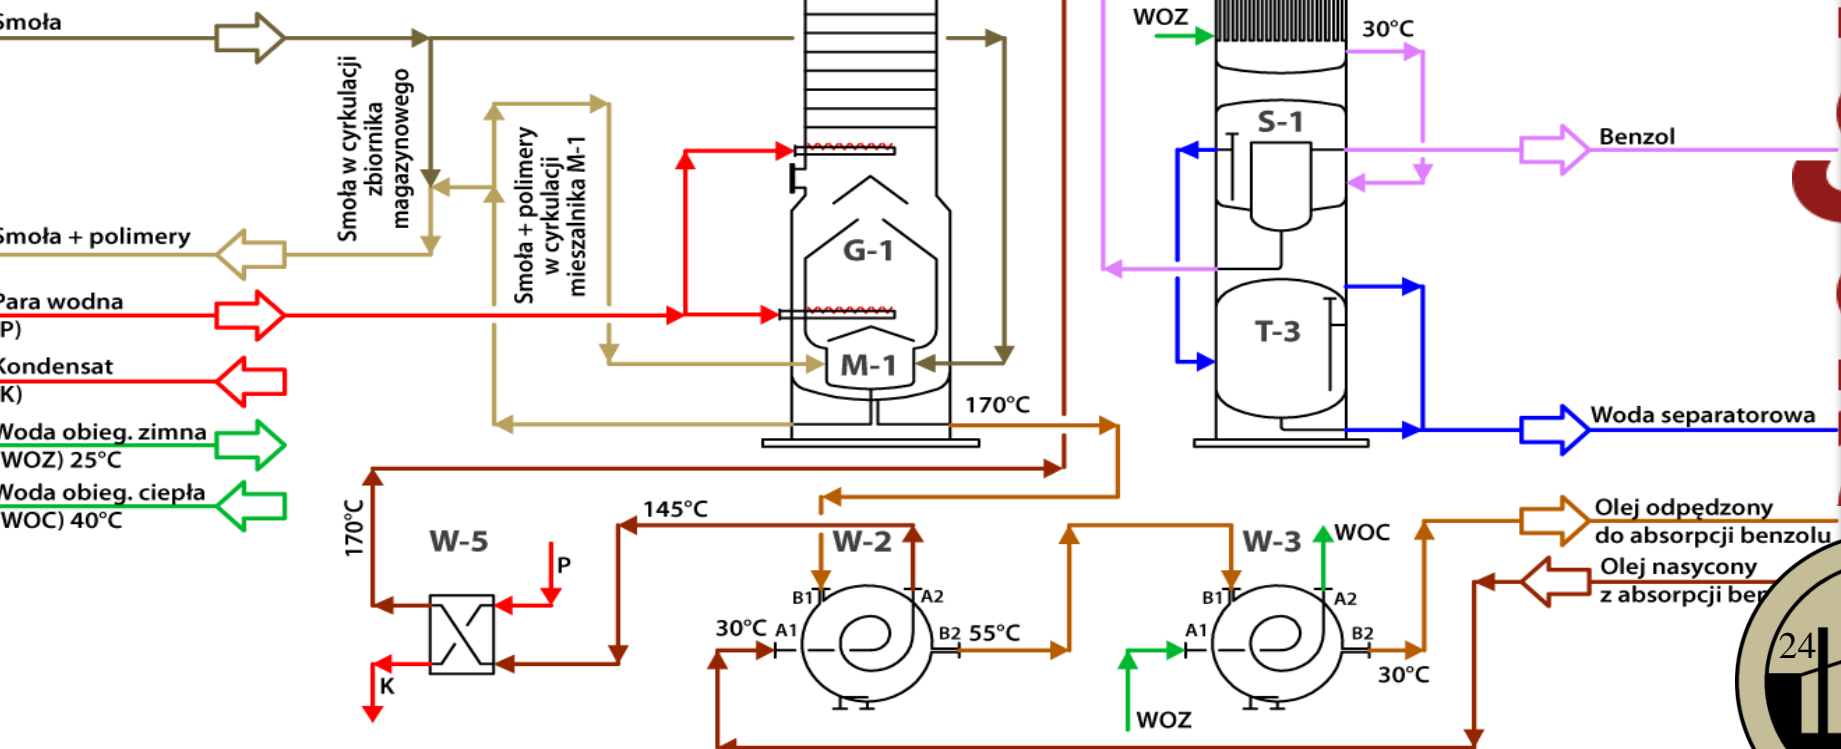 Smoła
Smoła w cyrkulacji
zbiornika
magazynowego
Smoła + polimery
w cyrkulacji
mieszalnika M-1
Smoła + polimery
Para wodna
P)
Kondensat
K)
Woda obieg. zimna
WOZ) 25°C
Woda obieg. ciepła
WOC) 40°C
G-1
M-1
170°C
WOZ
30°C
S-1
T-3
Benzol
Woda separatorowa
Olej odpędzony
do absorpcji benzolu
Olej nasycony
z absorpcji ben
170°C
W-5
P
K
145°C
W-2
B1
A2
30°C
A1
B2
55°C
W-3
WOC
B1
A2
A1
B2
30°C
WOZ
24